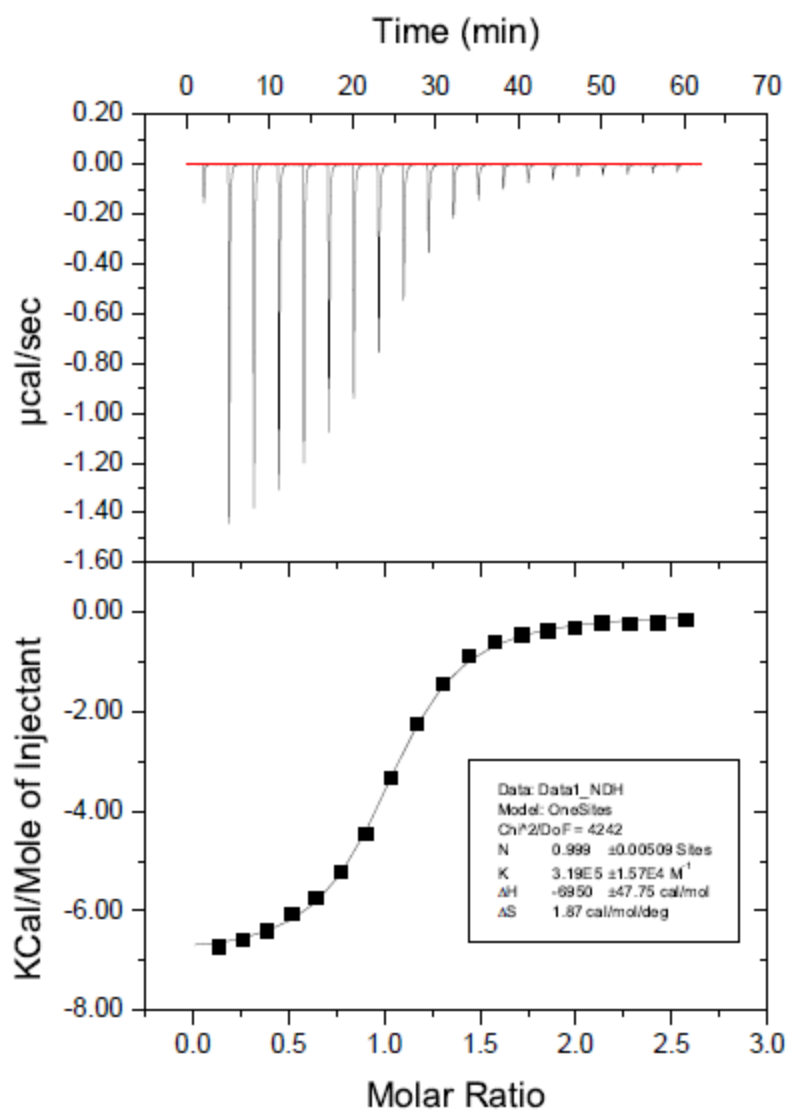 Time (min)
0 10 20 30 40 50 60 70
0.20
0.00
-0.20
-0.40
-0.60
-0.80
-1.00
-1.20
-1.40
-1.60
µcal/sec
0.00
-2.00
-4.00
-6.00
-8.00
KCal/Mole of Injectant
Data: Data1_NDH
Model: OneSites
Chi^2/DoF = 4242
N 0.999 ±0.00509 Sites
K 3.19E5 ±1.57E4 M⁻¹
ΔH -6950 ±47.75 cal/mol
ΔS 1.87 cal/mol/deg
0.0 0.5 1.0 1.5 2.0 2.5 3.0
Molar Ratio